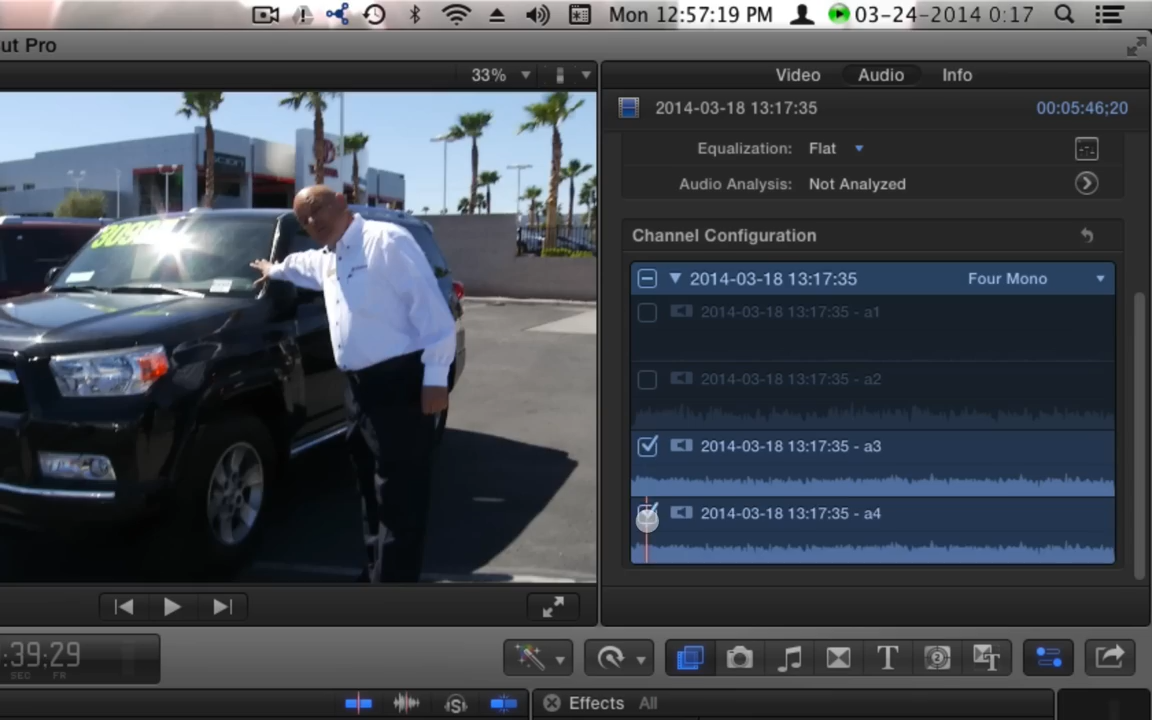 Mon 12:57:19 PM 03-24-2014 0:17
ut Pro
33%
Video Audio Info
2014-03-18 13:17:35 00:05:46;20
Equalization: Flat
Audio Analysis: Not Analyzed
Channel Configuration
2014-03-18 13:17:35 Four Mono
2014-03-18 13:17:35 - a1
2014-03-18 13:17:35 - a2
2014-03-18 13:17:35 - a3
2014-03-18 13:17:35 - a4
:39;29
SEC FR
Effects All